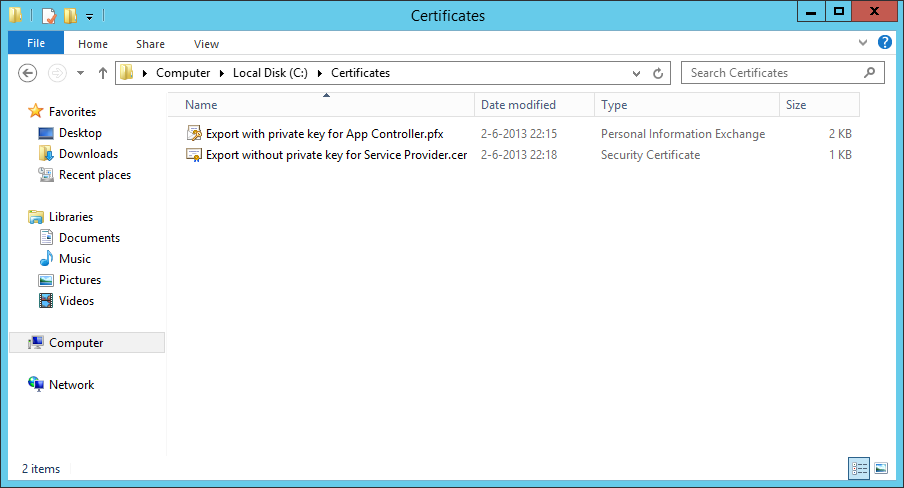 Certificates
File Home Share View
Computer Local Disk (C:) Certificates Search Certificates
Name Date modified Type Size
Favorites
Desktop
Downloads
Recent places
Libraries
Documents
Music
Pictures
Videos
Computer
Network
Export with private key for App Controller.pfx 2-6-2013 22:15 Personal Information Exchange 2 KB
Export without private key for Service Provider.cer 2-6-2013 22:18 Security Certificate 1 KB
2 items